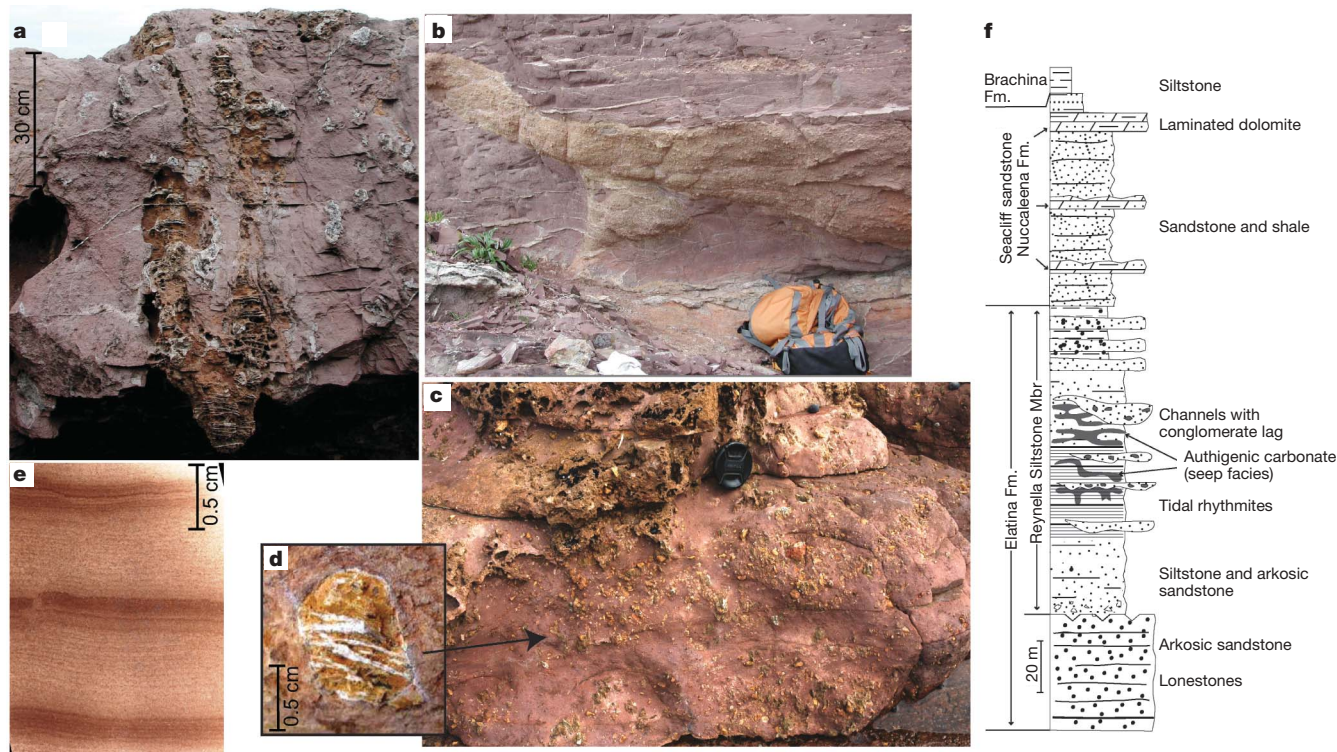 a
30 cm
b
c
d
0.5 cm
e
0.5 cm
f
Brachina
Fm.
Siltstone
Laminated dolomite
Seacliff sandstone
Nuccaleena Fm.
Sandstone and shale
Elatina Fm.
Reynella Siltstone Mbr
Channels with
conglomerate lag
Authigenic carbonate
(seep facies)
Tidal rhythmites
Siltstone and arkosic
sandstone
Arkosic sandstone
20 m
Lonestones